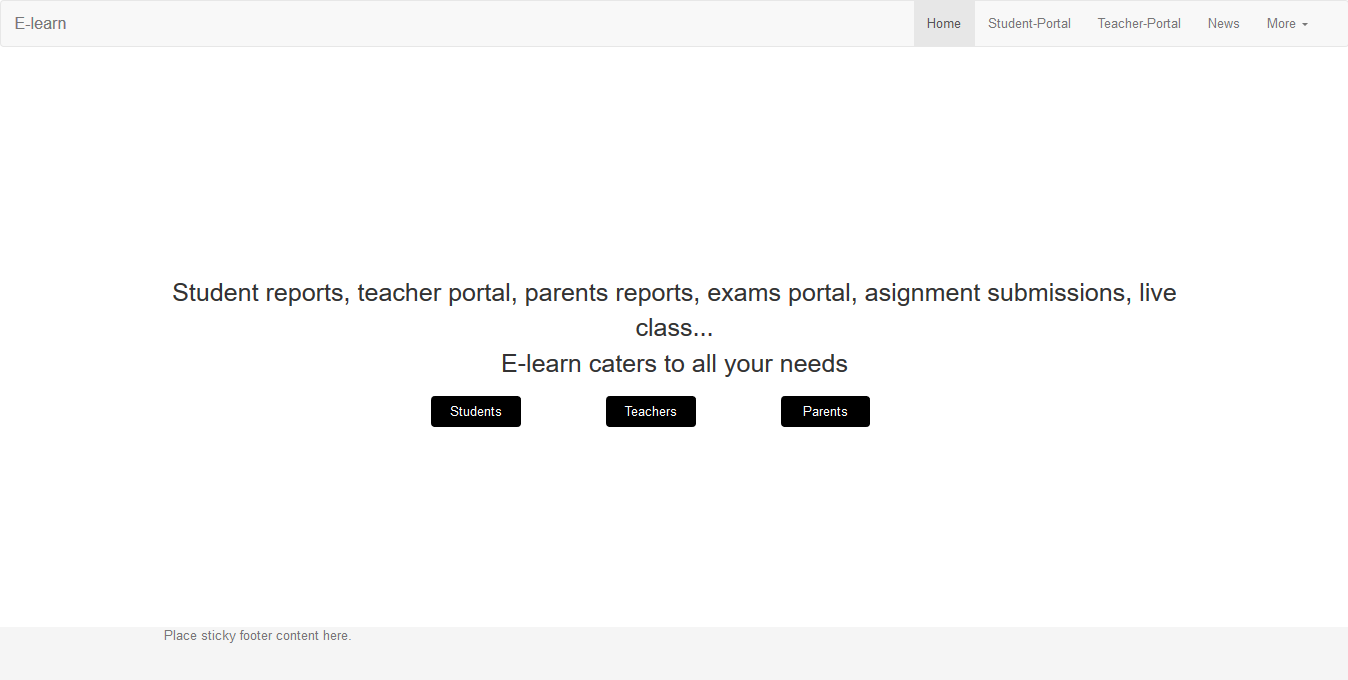 E-learn
Home Student-Portal Teacher-Portal News More
Student reports, teacher portal, parents reports, exams portal, asignment submissions, live
class...
E-learn caters to all your needs
Students Teachers Parents
Place sticky footer content here.